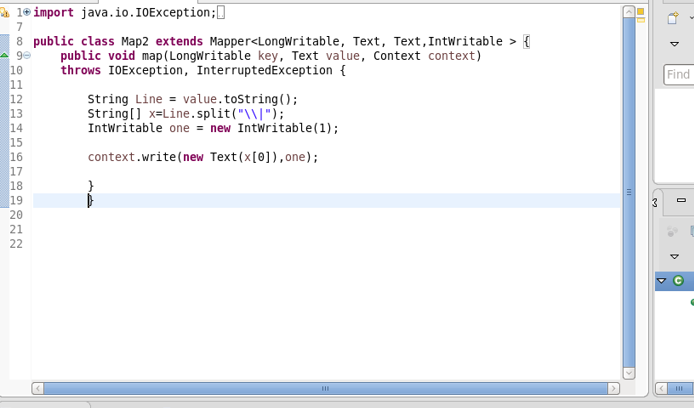 1 import java.io.IOException;
7
8 public class Map2 extends Mapper<LongWritable, Text, Text,IntWritable > {
9 public void map(LongWritable key, Text value, Context context)
10 throws IOException, InterruptedException {
11
12 String Line = value.toString();
13 String[] x=Line.split("\\|");
14 IntWritable one = new IntWritable(1);
15
16 context.write(new Text(x[0]),one);
17
18 }
19 }
20
21
22
Find